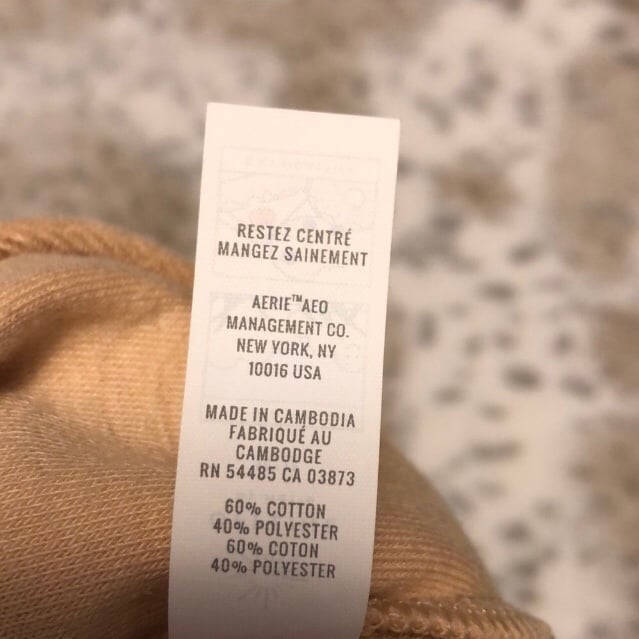 RESTEZ CENTRÉ
MANGEZ SAINEMENT
AERIE™AEO
MANAGEMENT CO.
NEW YORK, NY
10016 USA
MADE IN CAMBODIA
FABRIQUÉ AU
CAMBODGE
RN 54485 CA 03873
60% COTTON
40% POLYESTER
60% COTON
40% POLYESTER